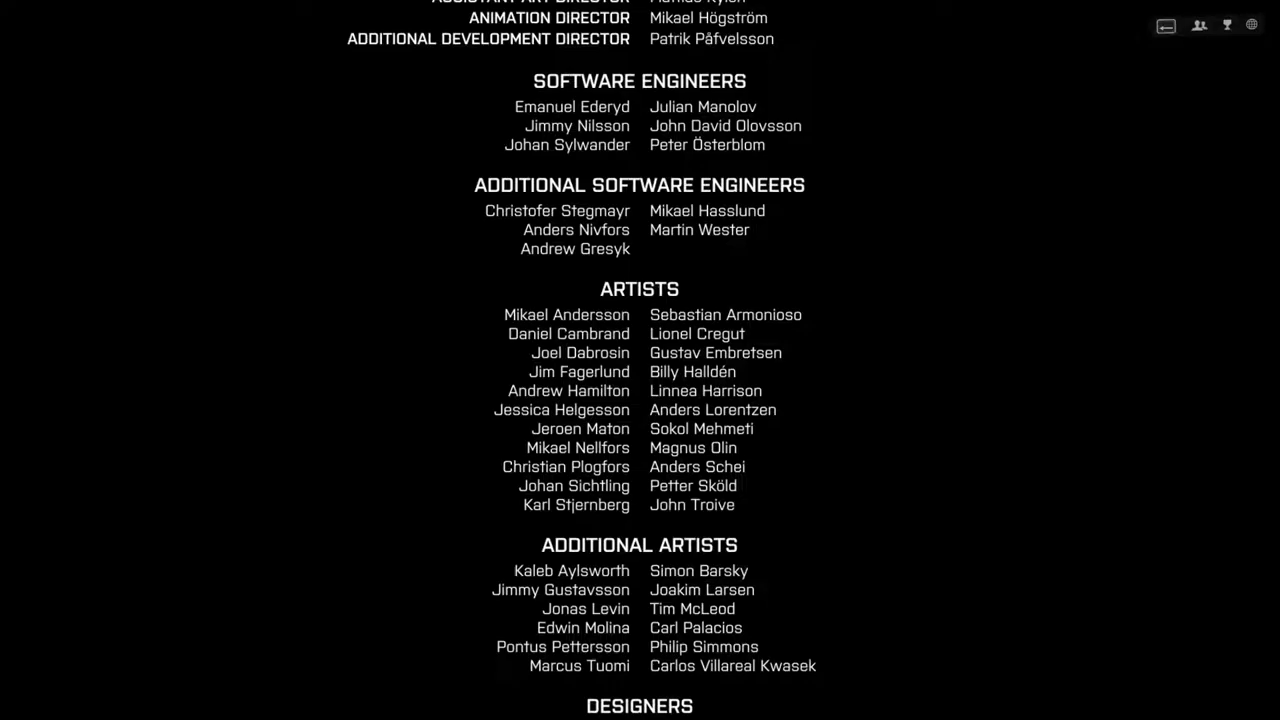 ASSISTANT ART DIRECTOR Mattias Kylén
ANIMATION DIRECTOR Mikael Högström
ADDITIONAL DEVELOPMENT DIRECTOR Patrik Påfvelsson
SOFTWARE ENGINEERS
Emanuel Ederyd Julian Manolov
Jimmy Nilsson John David Olovsson
Johan Sylwander Peter Österblom
ADDITIONAL SOFTWARE ENGINEERS
Christofer Stegmayr Mikael Hasslund
Anders Nivfors Martin Wester
Andrew Gresyk
ARTISTS
Mikael Andersson Sebastian Armonioso
Daniel Cambrand Lionel Cregut
Joel Dabrosin Gustav Embretsen
Jim Fagerlund Billy Halldén
Andrew Hamilton Linnea Harrison
Jessica Helgesson Anders Lorentzen
Jeroen Maton Sokol Mehmeti
Mikael Nellfors Magnus Olin
Christian Plogfors Anders Schei
Johan Sichtling Petter Sköld
Karl Stjernberg John Troive
ADDITIONAL ARTISTS
Kaleb Aylsworth Simon Barsky
Jimmy Gustavsson Joakim Larsen
Jonas Levin Tim McLeod
Edwin Molina Carl Palacios
Pontus Pettersson Philip Simmons
Marcus Tuomi Carlos Villareal Kwasek
DESIGNERS